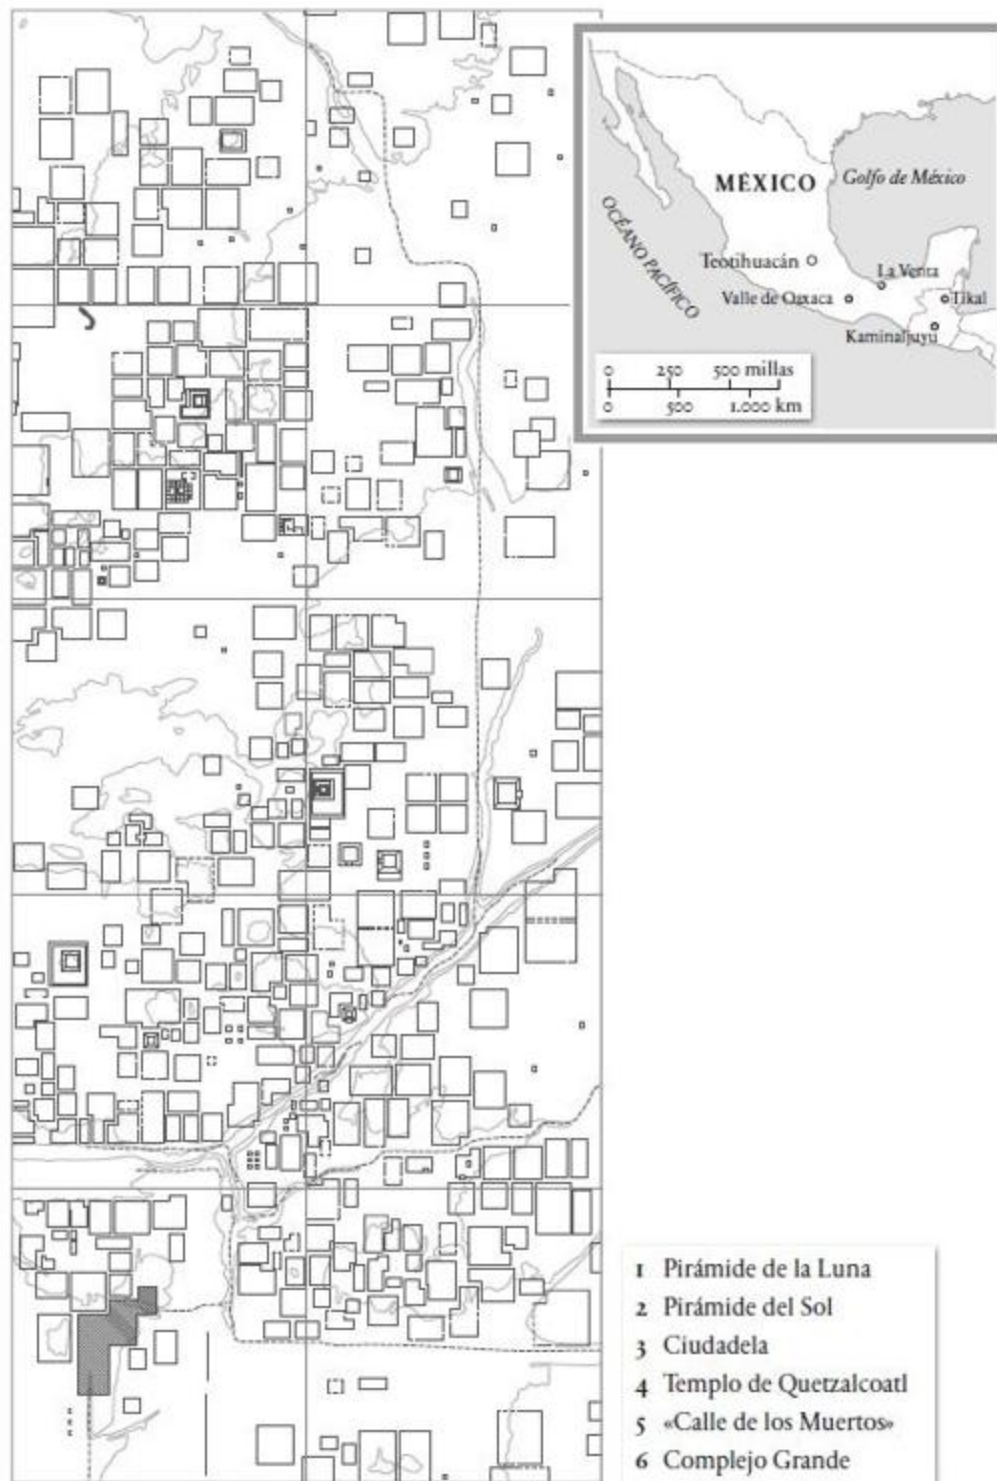 MÉXICO
Golfo de México
OCÉANO PACÍFICO
Teotihuacán
La Venta
Valle de Oaxaca
Tikal
Kaminaljuyú
0 250 500 millas
0 500 1.000 km
1 Pirámide de la Luna
2 Pirámide del Sol
3 Ciudadela
4 Templo de Quetzalcoatl
5 «Calle de los Muertos»
6 Complejo Grande